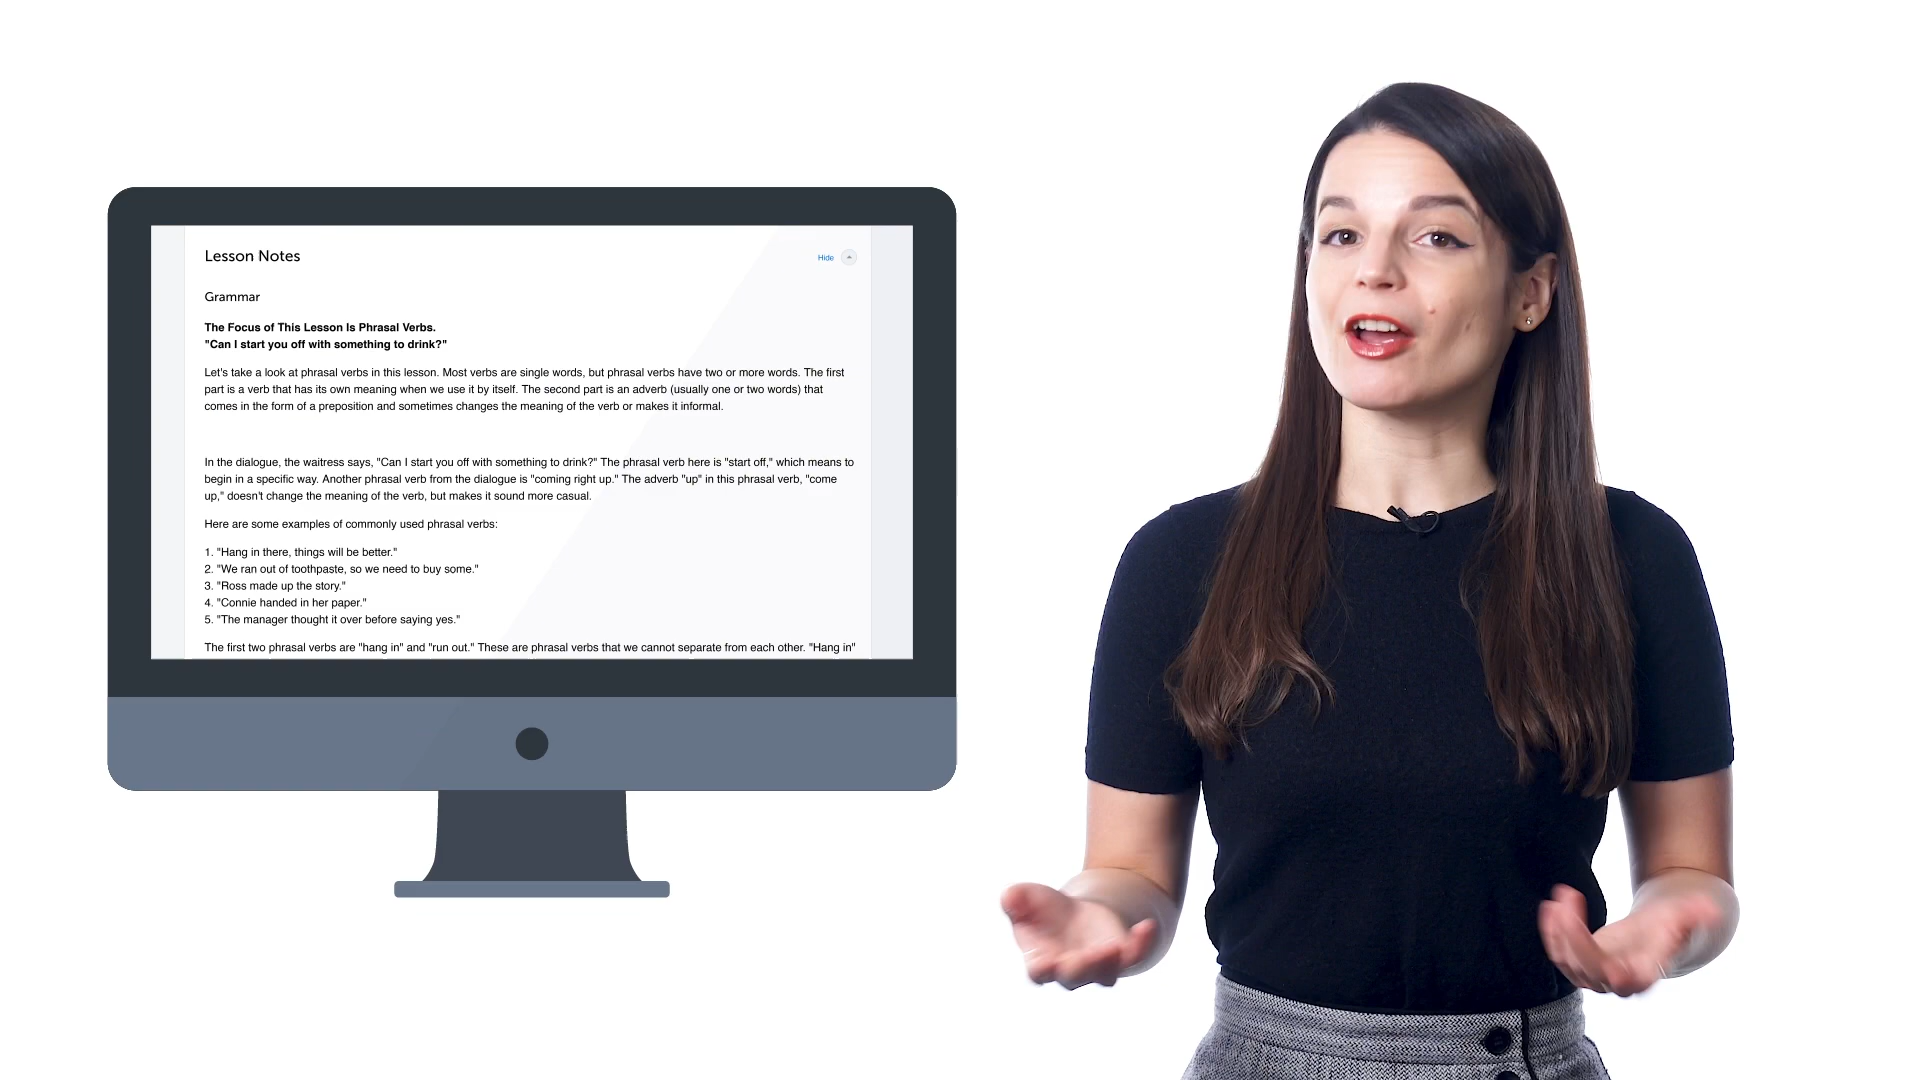 Lesson Notes
Hide
Grammar
The Focus of This Lesson Is Phrasal Verbs.
"Can I start you off with something to drink?"
Let's take a look at phrasal verbs in this lesson. Most verbs are single words, but phrasal verbs have two or more words. The first
part is a verb that has its own meaning when we use it by itself. The second part is an adverb (usually one or two words) that
comes in the form of a preposition and sometimes changes the meaning of the verb or makes it informal.
In the dialogue, the waitress says, "Can I start you off with something to drink?" The phrasal verb here is "start off," which means to
begin in a specific way. Another phrasal verb from the dialogue is "coming right up." The adverb "up" in this phrasal verb, "come
up," doesn't change the meaning of the verb, but makes it sound more casual.
Here are some examples of commonly used phrasal verbs:
1. "Hang in there, things will be better."
2. "We ran out of toothpaste, so we need to buy some."
3. "Ross made up the story."
4. "Connie handed in her paper."
5. "The manager thought it over before saying yes."
The first two phrasal verbs are "hang in" and "run out." These are phrasal verbs that we cannot separate from each other. "Hang in"